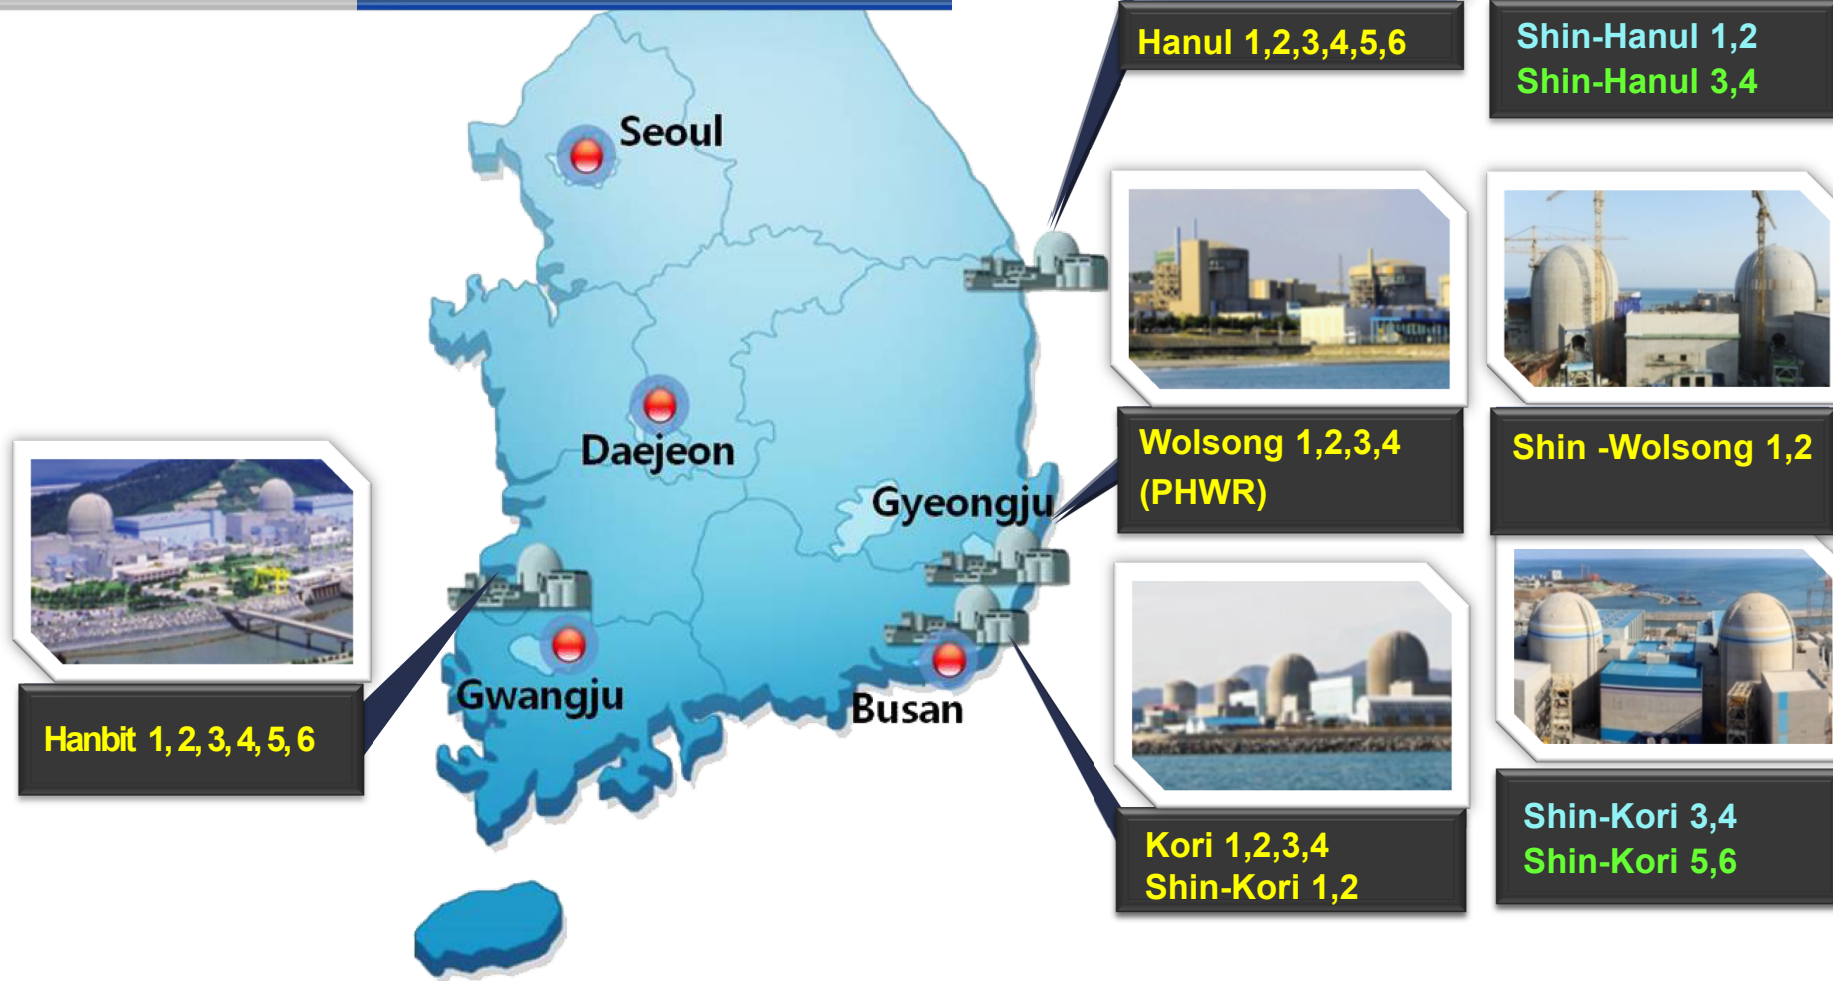 Hanul 1,2,3,4,5,6
Shin-Hanul 1,2
Shin-Hanul 3,4
Seoul
Daejeon
Wolsong 1,2,3,4
(PHWR)
Shin -Wolsong 1,2
Gyeongju
Gwangju
Busan
Hanbit 1, 2, 3, 4, 5, 6
Kori 1,2,3,4
Shin-Kori 1,2
Shin-Kori 3,4
Shin-Kori 5,6